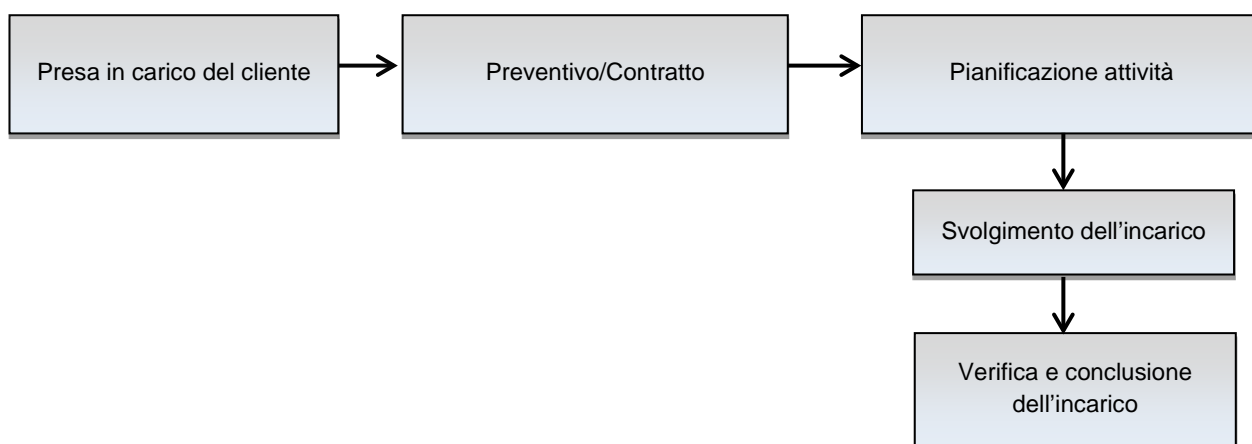 Presa in carico del cliente
Preventivo/Contratto
Pianificazione attività
Svolgimento dell’incarico
Verifica e conclusione
dell’incarico